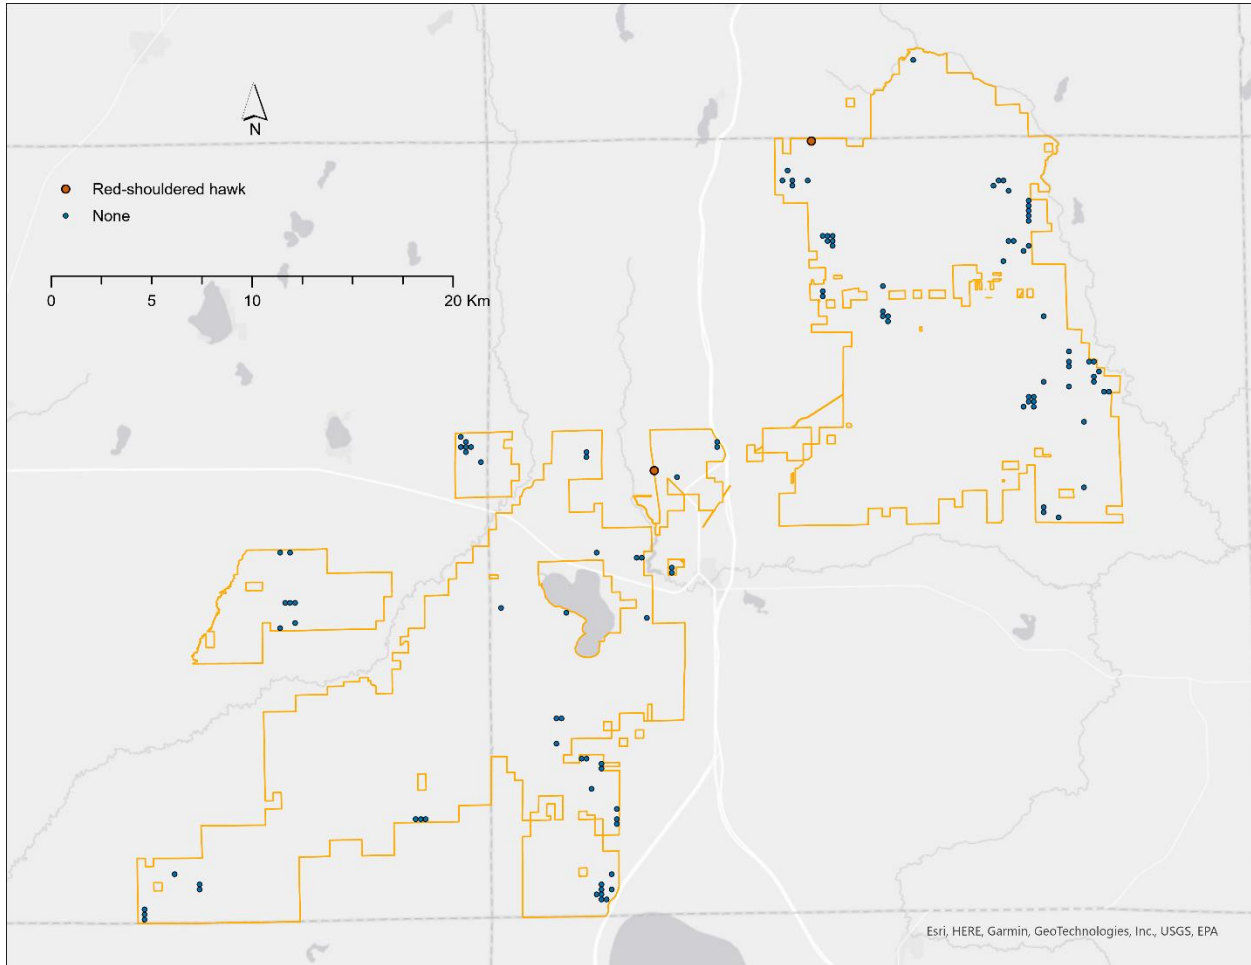 N
Red-shouldered hawk
None
0 5 10 20 Km
Esri, HERE, Garmin, GeoTechnologies, Inc., USGS, EPA